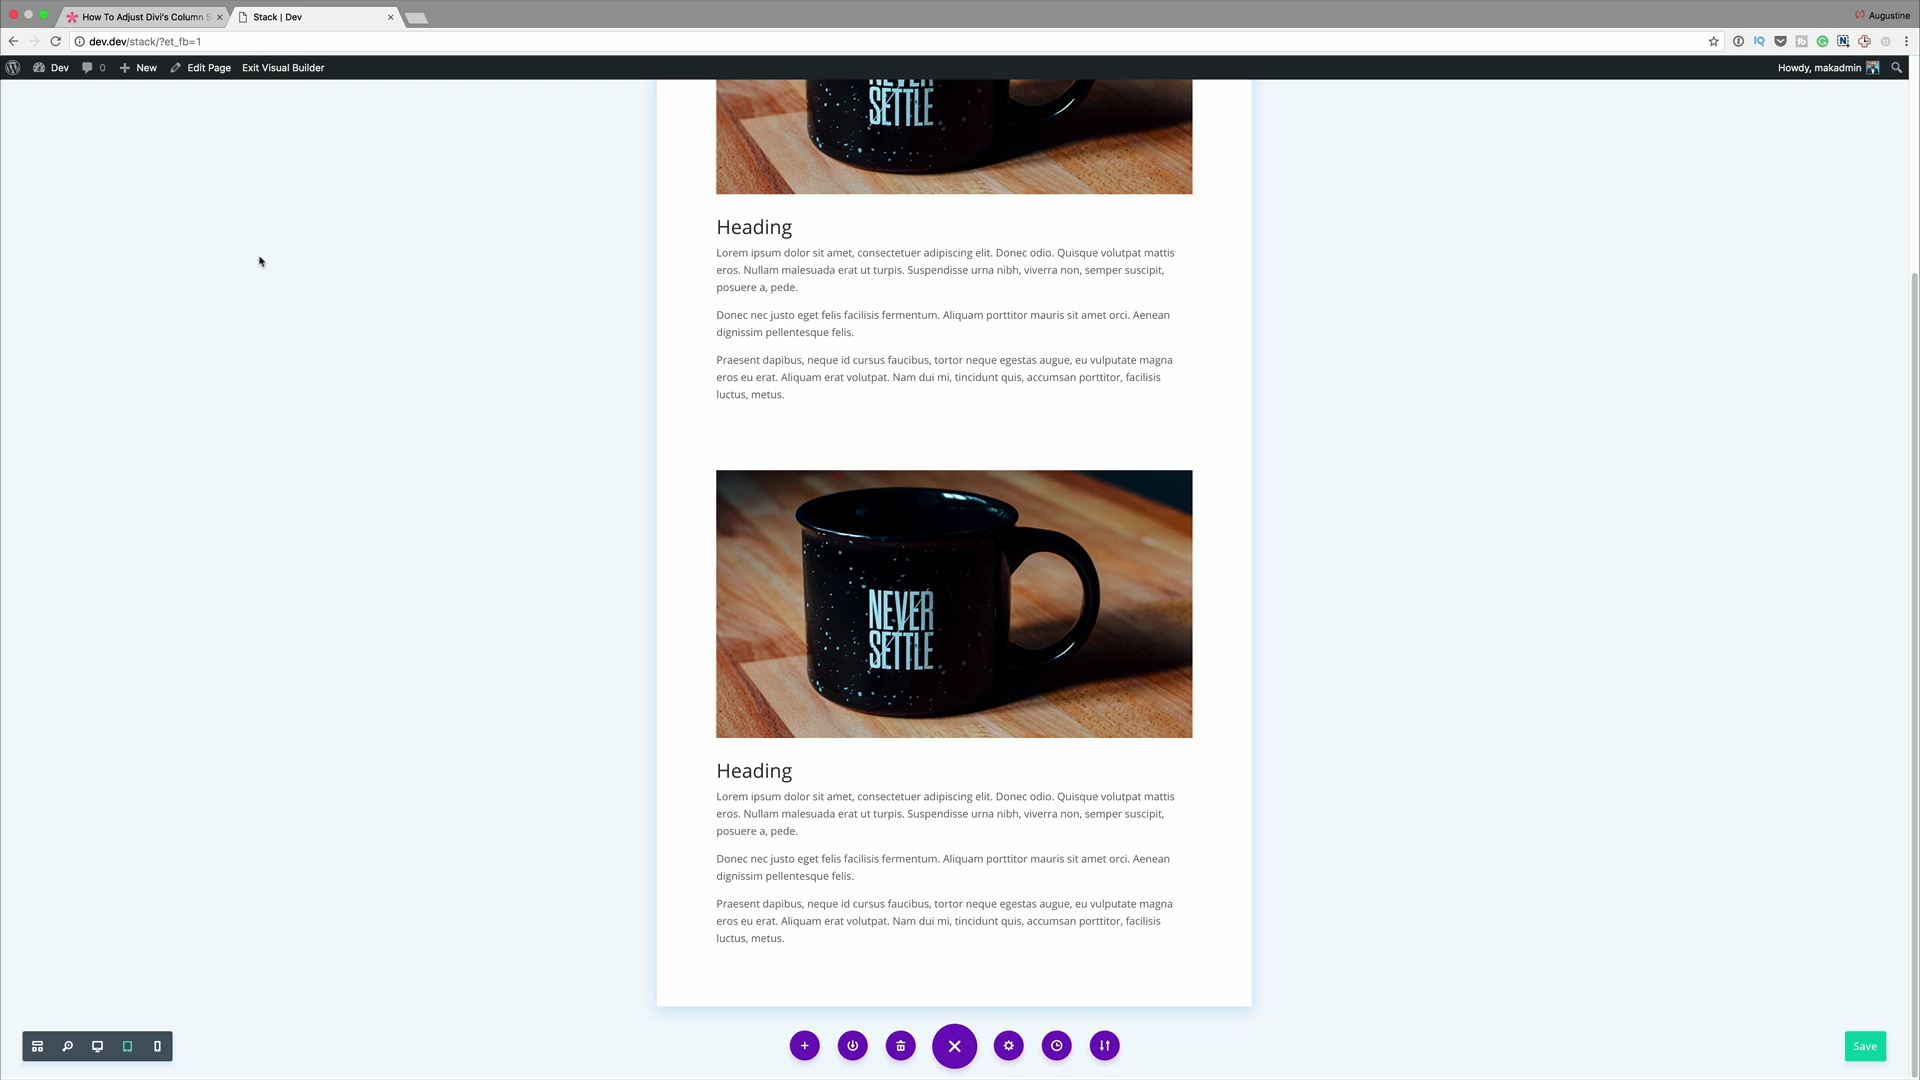 How To Adjust Divi's Column S
Stack | Dev
Augustine
dev.dev/stack/?et_fb=1
Dev
0
New
Edit Page
Exit Visual Builder
Howdy, makadmin
NEVER
SETTLE
Heading
Lorem ipsum dolor sit amet, consectetuer adipiscing elit. Donec odio. Quisque volutpat mattis
eros. Nullam malesuada erat ut turpis. Suspendisse urna nibh, viverra non, semper suscipit,
posuere a, pede.
Donec nec justo eget felis facilisis fermentum. Aliquam porttitor mauris sit amet orci. Aenean
dignissim pellentesque felis.
Praesent dapibus, neque id cursus faucibus, tortor neque egestas augue, eu vulputate magna
eros eu erat. Aliquam erat volutpat. Nam dui mi, tincidunt quis, accumsan porttitor, facilisis
luctus, metus.
NEVER
SETTLE
Heading
Lorem ipsum dolor sit amet, consectetuer adipiscing elit. Donec odio. Quisque volutpat mattis
eros. Nullam malesuada erat ut turpis. Suspendisse urna nibh, viverra non, semper suscipit,
posuere a, pede.
Donec nec justo eget felis facilisis fermentum. Aliquam porttitor mauris sit amet orci. Aenean
dignissim pellentesque felis.
Praesent dapibus, neque id cursus faucibus, tortor neque egestas augue, eu vulputate magna
eros eu erat. Aliquam erat volutpat. Nam dui mi, tincidunt quis, accumsan porttitor, facilisis
luctus, metus.
Save